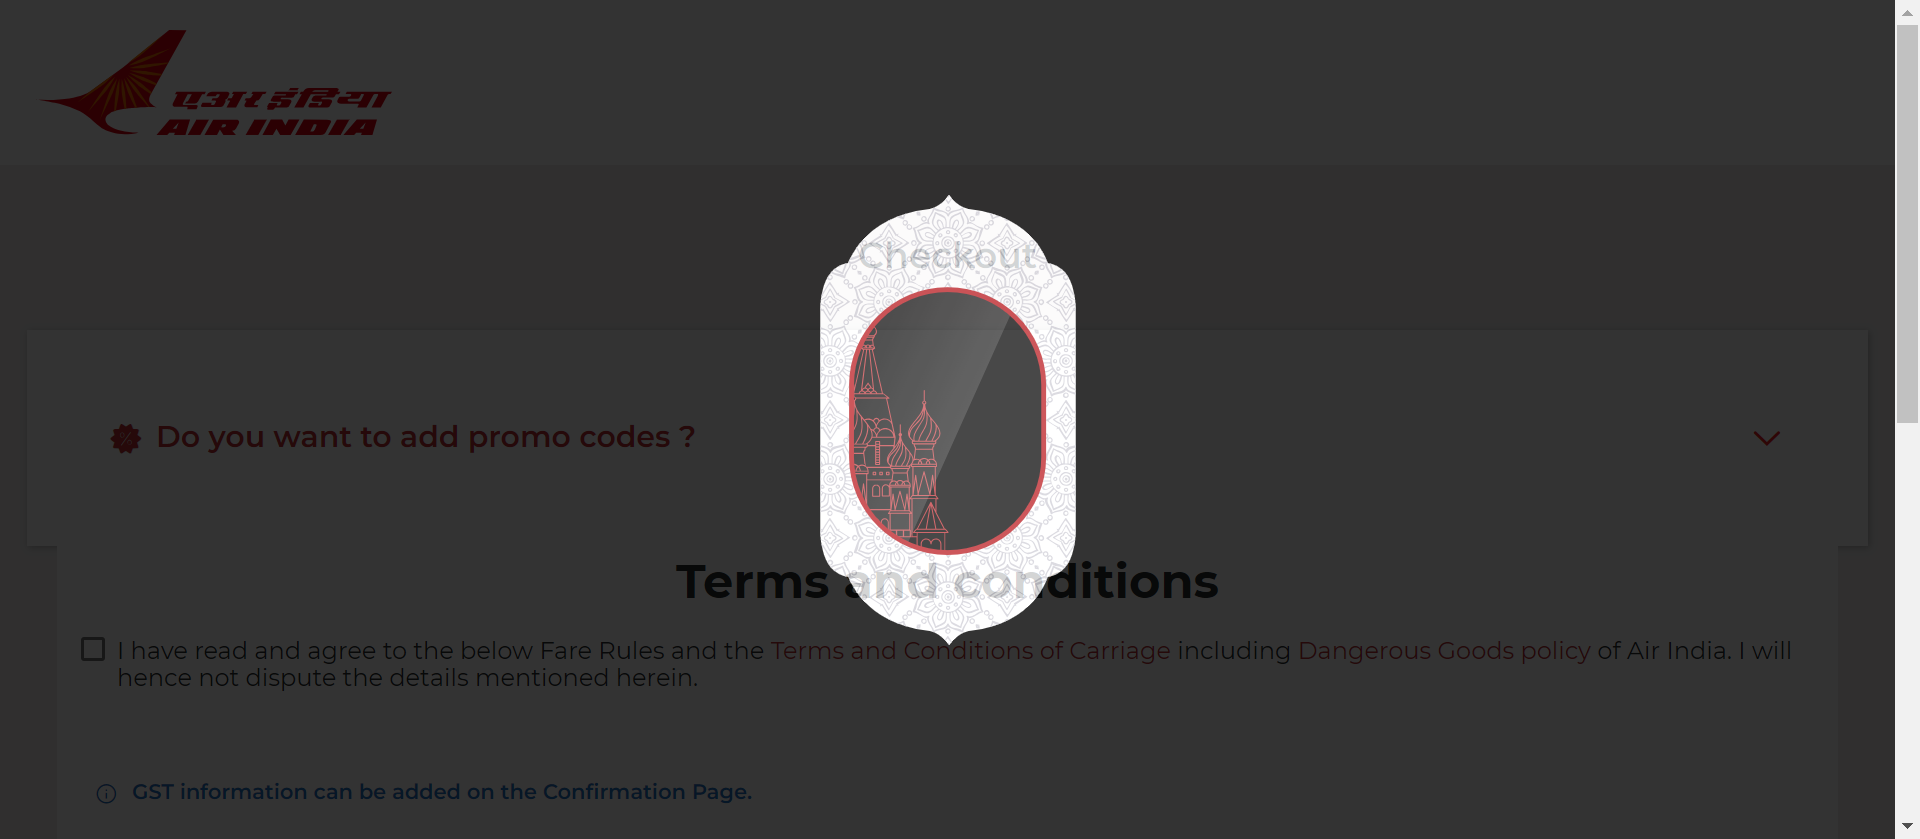 एअर इंडिया
AIR INDIA
Checkout
Do you want to add promo codes ?
Terms and conditions
I have read and agree to the below Fare Rules and the Terms and Conditions of Carriage including Dangerous Goods policy of Air India. I will
hence not dispute the details mentioned herein.
GST information can be added on the Confirmation Page.